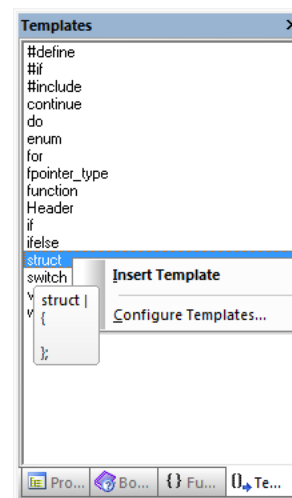 Templates
#define
#if
#include
continue
do
enum
for
fpointer_type
function
Header
if
ifelse
struct
switch
Insert Template
Configure Templates...
struct |
{
};
Pro...
Bo...
{} Fu...
Te...